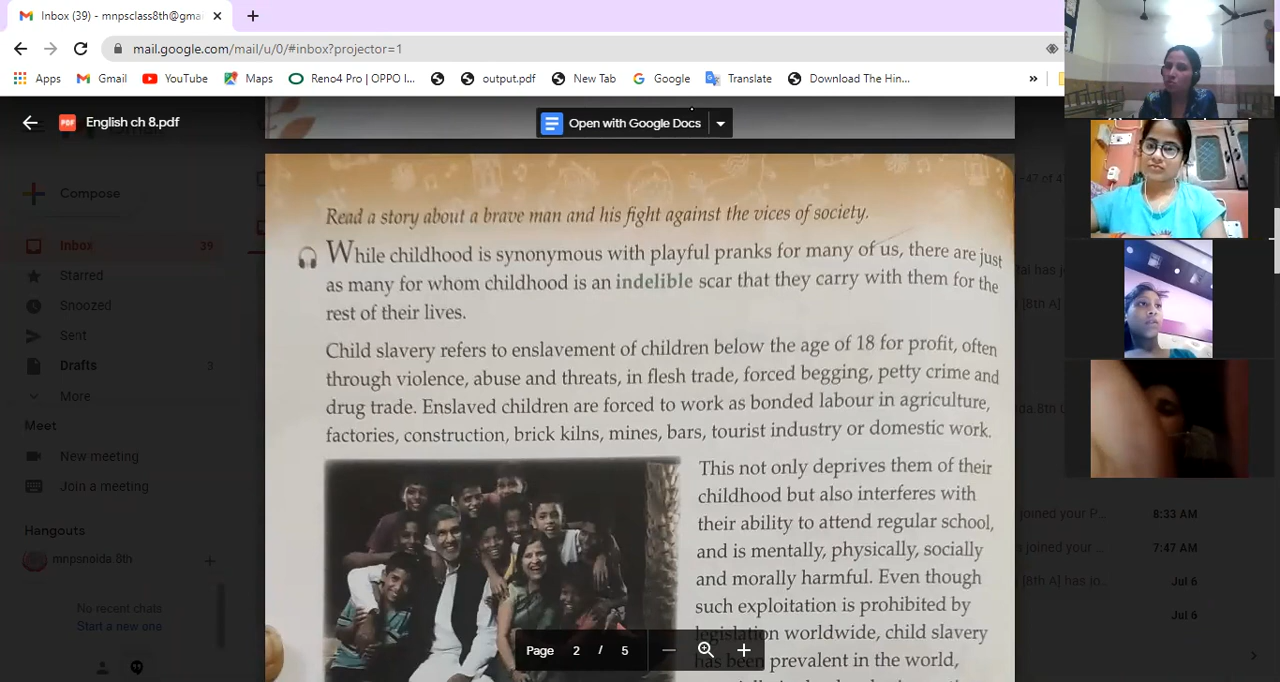 Inbox (39) - mnpsclass8th@gma
mail.google.com/mail/u/0/#inbox?projector=1
Apps Gmail YouTube Maps Reno4 Pro | OPPO I... output.pdf New Tab Google Translate Download The Hin... »
PDF English ch 8.pdf
Open with Google Docs
Compose
Inbox 39
Starred
Snoozed
Sent
Drafts 3
More
Meet
New meeting
Join a meeting
Hangouts
mnpsnoida 8th
No recent chats
Start a new one
Read a story about a brave man and his fight against the vices of society.
While childhood is synonymous with playful pranks for many of us, there are just
as many for whom childhood is an indelible scar that they carry with them for the
rest of their lives.
Child slavery refers to enslavement of children below the age of 18 for profit, often
through violence, abuse and threats, in flesh trade, forced begging, petty crime and
drug trade. Enslaved children are forced to work as bonded labour in agriculture,
factories, construction, brick kilns, mines, bars, tourist industry or domestic work.
This not only deprives them of their
childhood but also interferes with
their ability to attend regular school,
and is mentally, physically, socially
and morally harmful. Even though
such exploitation is prohibited by
legislation worldwide, child slavery
has been prevalent in the world,
Page 2 / 5
joined your P... 8:33 AM
joined your ... 7:47 AM
[8th A] has jo... Jul 6
Jul 6